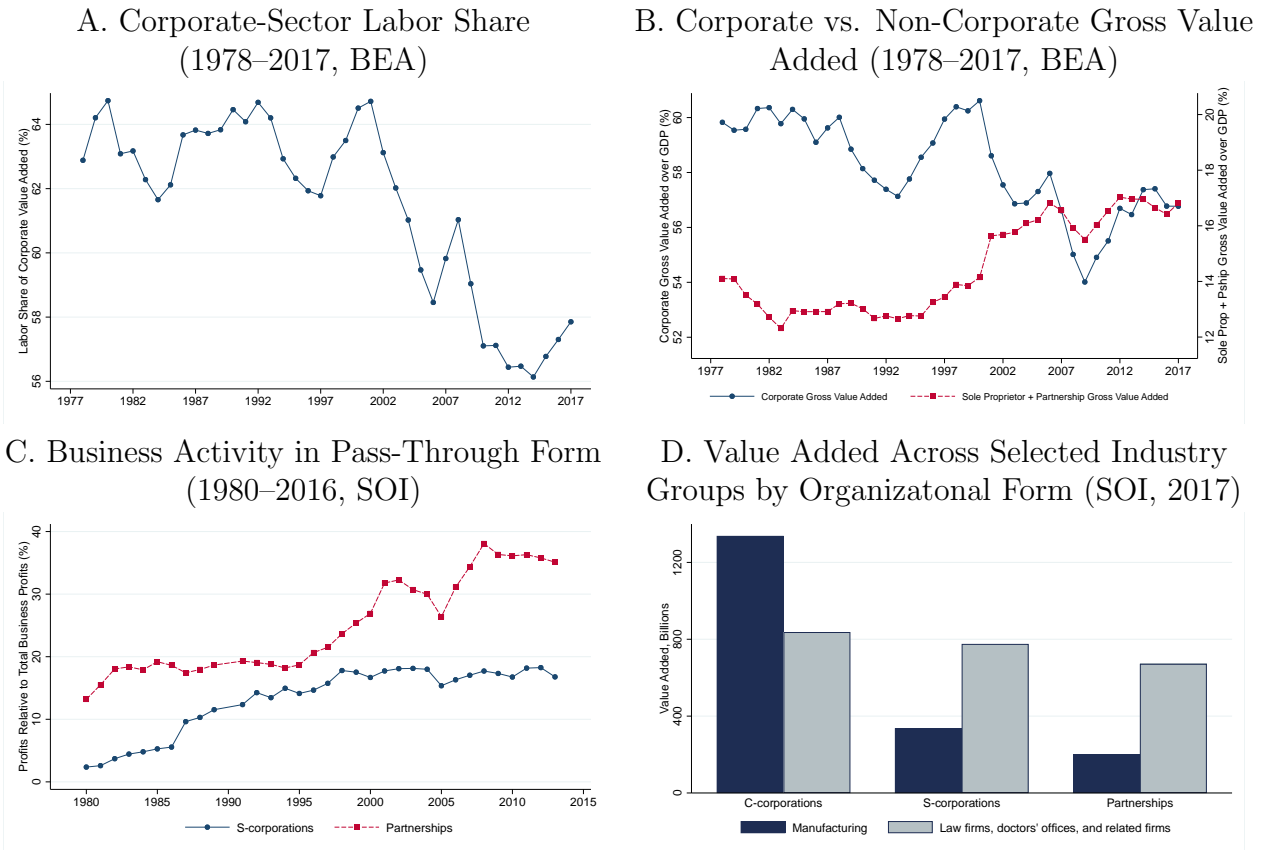 A. Corporate-Sector Labor Share
(1978–2017, BEA)
Labor Share of Corporate Value Added (%)
64
62
60
58
56
1977 1982 1987 1992 1997 2002 2007 2012 2017
B. Corporate vs. Non-Corporate Gross Value
Added (1978–2017, BEA)
Corporate Gross Value Added over GDP (%)
60
58
56
54
52
Sole Prop + Pship Gross Value Added over GDP (%)
20
18
16
14
12
1977 1982 1987 1992 1997 2002 2007 2012 2017
Corporate Gross Value Added Sole Proprietor + Partnership Gross Value Added
C. Business Activity in Pass-Through Form
(1980–2016, SOI)
Profits Relative to Total Business Profits (%)
40
30
20
10
0
1980 1985 1990 1995 2000 2005 2010 2015
S-corporations Partnerships
D. Value Added Across Selected Industry
Groups by Organizatonal Form (SOI, 2017)
Value Added, Billions
1200
800
400
0
C-corporations S-corporations Partnerships
Manufacturing Law firms, doctors' offices, and related firms